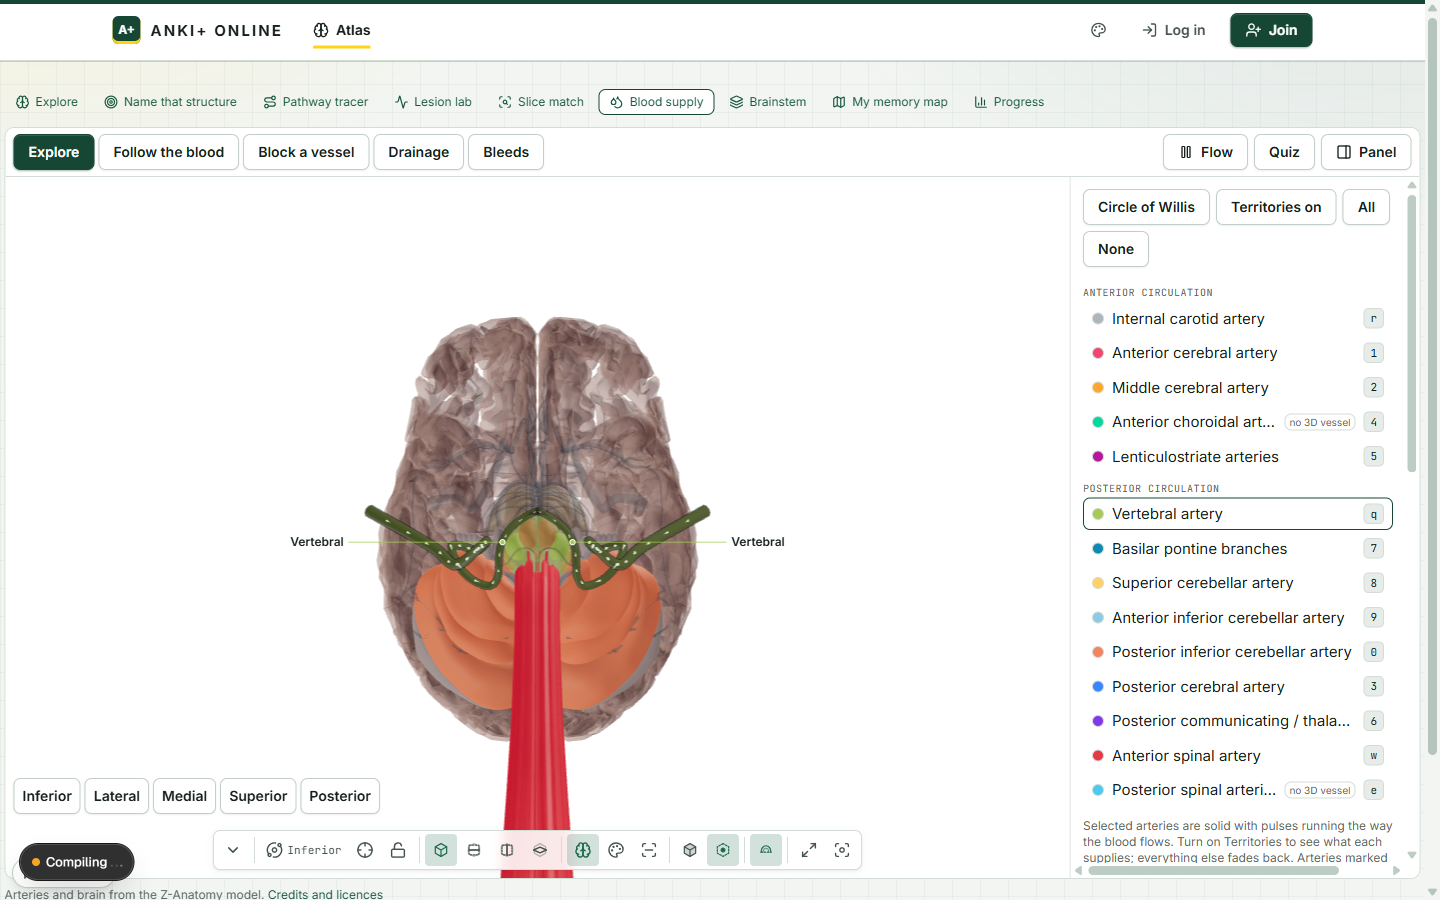 A+ ANKI+ ONLINE Atlas Log in Join
Explore Name that structure Pathway tracer Lesion lab Slice match Blood supply Brainstem My memory map Progress
Explore Follow the blood Block a vessel Drainage Bleeds Flow Quiz Panel
Circle of Willis Territories on All
None
ANTERIOR CIRCULATION
Internal carotid artery r
Anterior cerebral artery 1
Middle cerebral artery 2
Anterior choroidal art... no 3D vessel 4
Lenticulostriate arteries 5
POSTERIOR CIRCULATION
Vertebral artery q
Basilar pontine branches 7
Superior cerebellar artery 8
Anterior inferior cerebellar artery 9
Posterior inferior cerebellar artery 0
Posterior cerebral artery 3
Posterior communicating / thala... 6
Anterior spinal artery w
Posterior spinal arteri... no 3D vessel e
Selected arteries are solid with pulses running the way
the blood flows. Turn on Territories to see what each
supplies; everything else fades back. Arteries marked
Vertebral Vertebral
Inferior Lateral Medial Superior Posterior
Inferior
Compiling ...
Arteries and brain from the Z-Anatomy model. Credits and licences